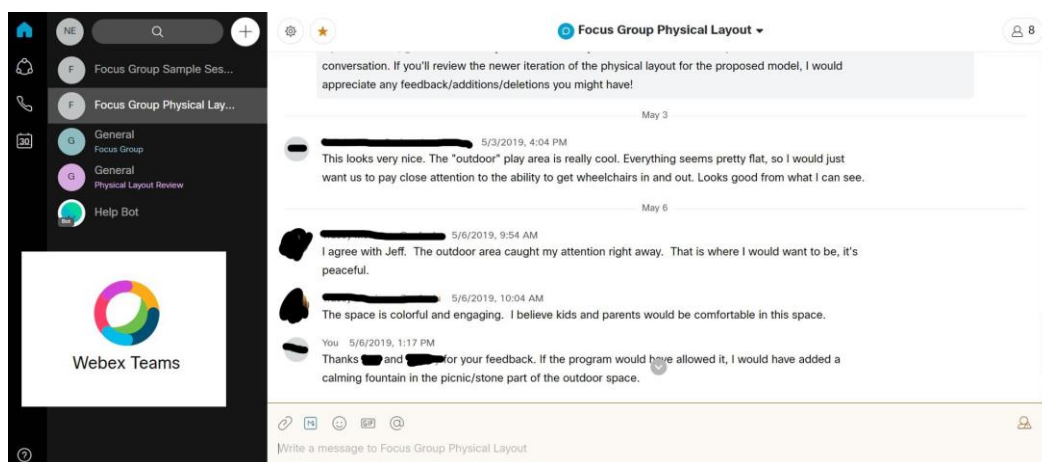 NE
F
Focus Group Sample Ses...
F
Focus Group Physical Lay...
30
G
General
Focus Group
G
General
Physical Layout Review
Bot
Help Bot
Webex Teams
Focus Group Physical Layout
8
conversation. If you'll review the newer iteration of the physical layout for the proposed model, I would
appreciate any feedback/additions/deletions you might have!
May 3
5/3/2019, 4:04 PM
This looks very nice. The "outdoor" play area is really cool. Everything seems pretty flat, so I would just
want us to pay close attention to the ability to get wheelchairs in and out. Looks good from what I can see.
May 6
5/6/2019, 9:54 AM
I agree with Jeff. The outdoor area caught my attention right away. That is where I would want to be, it's
peaceful.
5/6/2019, 10:04 AM
The space is colorful and engaging. I believe kids and parents would be comfortable in this space.
You 5/6/2019, 1:17 PM
Thanks and for your feedback. If the program would have allowed it, I would have added a
calming fountain in the picnic/stone part of the outdoor space.
GIF
@
Write a message to Focus Group Physical Layout